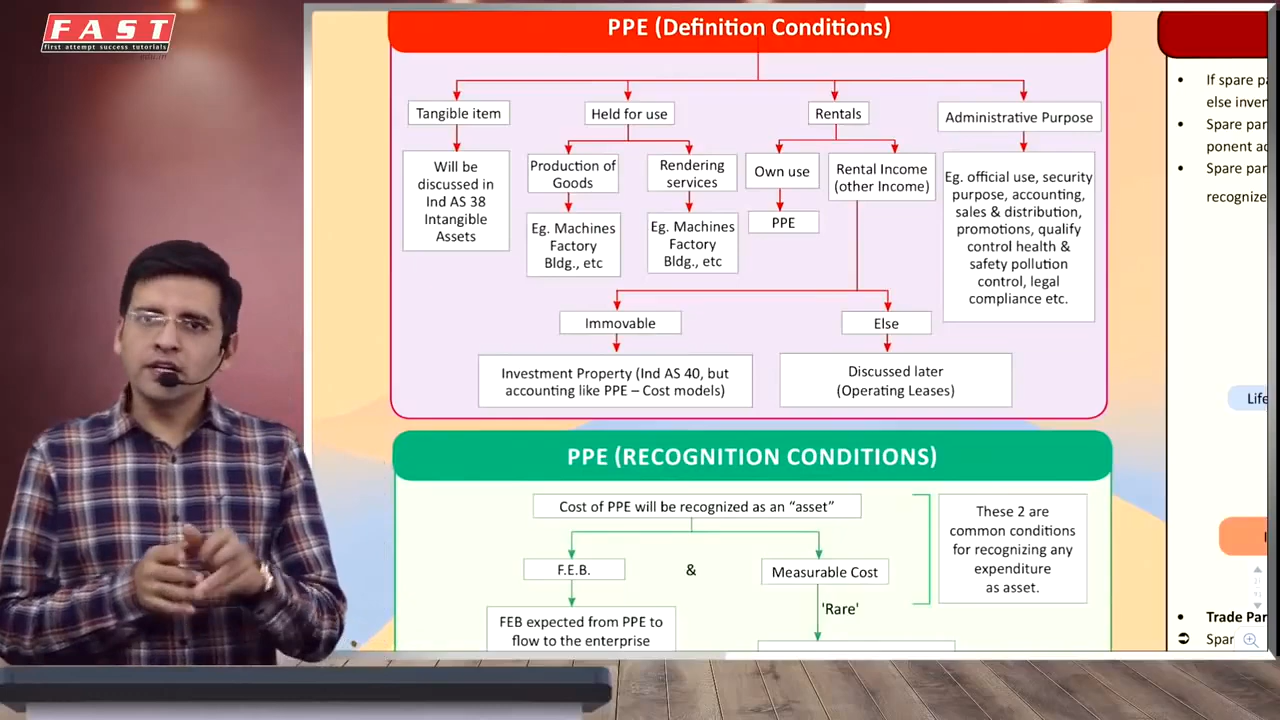 FAST
first attempt success tutorials
edu.in
PPE (Definition Conditions)
Tangible item
Will be
discussed in
Ind AS 38
Intangible
Assets
Held for use
Production of
Goods
Eg. Machines
Factory
Bldg., etc
Rendering
services
Eg. Machines
Factory
Bldg., etc
Rentals
Own use
PPE
Rental Income
(other Income)
Immovable
Investment Property (Ind AS 40, but
accounting like PPE – Cost models)
Else
Discussed later
(Operating Leases)
Administrative Purpose
Eg. official use, security
purpose, accounting,
sales & distribution,
promotions, qualify
control health &
safety pollution
control, legal
compliance etc.
PPE (RECOGNITION CONDITIONS)
Cost of PPE will be recognized as an “asset”
F.E.B.
&
Measurable Cost
FEB expected from PPE to
flow to the enterprise
'Rare'
These 2 are
common conditions
for recognizing any
expenditure
as asset.
• If spare pa
else inven
• Spare par
ponent ac
• Spare par
recognize
Life
• Trade Par
Spar